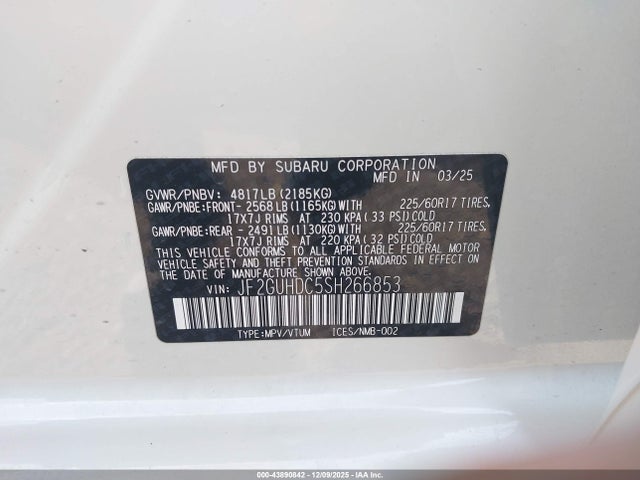 MFD BY SUBARU CORPORATION
MFD IN 03/25
GVWR/PNBV: 4817LB(2185KG)
GAWR/PNBE:FRONT- 2568LB(1165KG)WITH 225/60R17 TIRES,
17X7J RIMS AT 230 KPA(33 PSI)COLD
GAWR/PNBE:REAR - 2491LB(1130KG)WITH 225/60R17 TIRES,
17X7J RIMS AT 220 KPA(32 PSI)COLD
THIS VEHICLE CONFORMS TO ALL APPLICABLE FEDERAL MOTOR
VEHICLE SAFETY, BUMPER, AND THEFT PREVENTION STANDARDS
IN EFFECT ON THE DATE OF MANUFACTURE SHOWN ABOVE.
VIN: JF2GUHDC5SH266853
TYPE:MPV/VTUM ICES/NMB-002
000-43890842 - 12/09/2025 - IAA Inc.